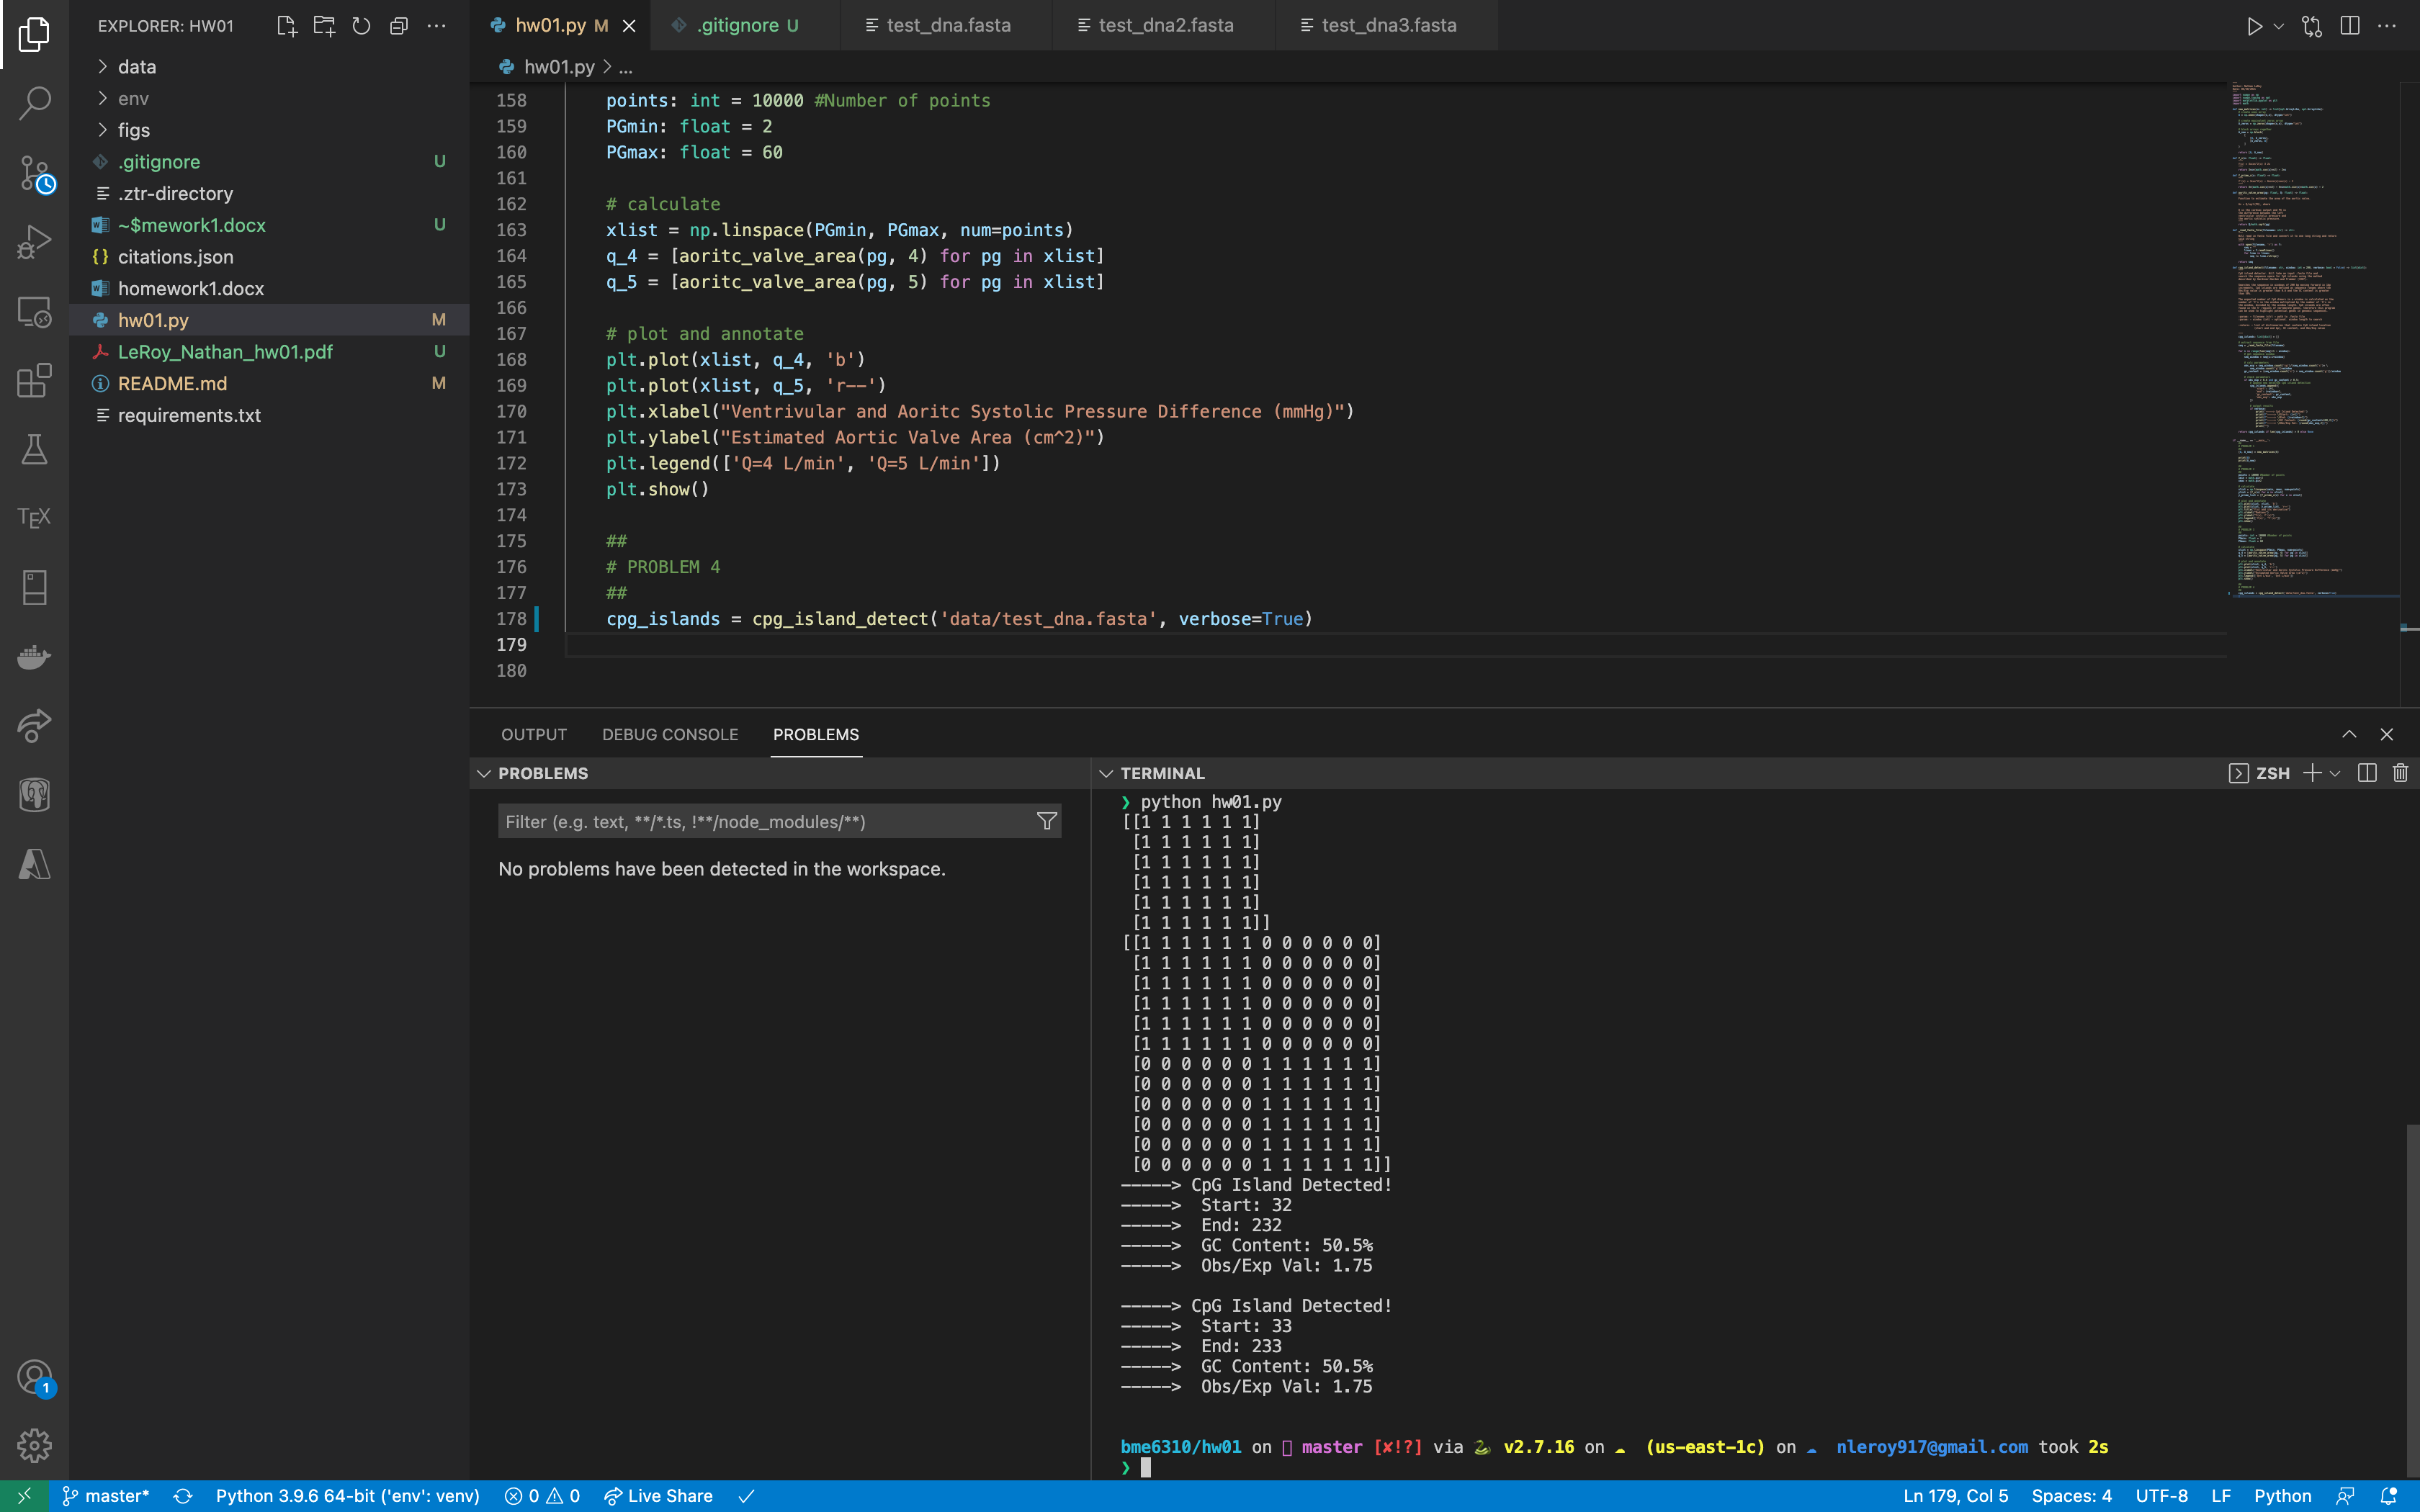 EXPLORER: HW01
data
env
figs
.gitignore U
.ztr-directory
~$mework1.docx U
citations.json
homework1.docx
hw01.py M
LeRoy_Nathan_hw01.pdf U
README.md M
requirements.txt
TEX
1
hw01.py M
.gitignore U
test_dna.fasta
test_dna2.fasta
test_dna3.fasta
hw01.py > ...
158 points: int = 10000 #Number of points
159 PGmin: float = 2
160 PGmax: float = 60
161
162 # calculate
163 xlist = np.linspace(PGmin, PGmax, num=points)
164 q_4 = [aoritc_valve_area(pg, 4) for pg in xlist]
165 q_5 = [aoritc_valve_area(pg, 5) for pg in xlist]
166
167 # plot and annotate
168 plt.plot(xlist, q_4, 'b')
169 plt.plot(xlist, q_5, 'r--')
170 plt.xlabel("Ventrivular and Aoritc Systolic Pressure Difference (mmHg)")
171 plt.ylabel("Estimated Aortic Valve Area (cm^2)")
172 plt.legend(['Q=4 L/min', 'Q=5 L/min'])
173 plt.show()
174
175 ##
176 # PROBLEM 4
177 ##
178 cpg_islands = cpg_island_detect('data/test_dna.fasta', verbose=True)
179
180
OUTPUT DEBUG CONSOLE PROBLEMS
PROBLEMS
Filter (e.g. text, **/*.ts, !**/node_modules/**)
No problems have been detected in the workspace.
TERMINAL
ZSH
❯ python hw01.py
[[1 1 1 1 1 1]
[1 1 1 1 1 1]
[1 1 1 1 1 1]
[1 1 1 1 1 1]
[1 1 1 1 1 1]
[1 1 1 1 1 1]]
[[1 1 1 1 1 1 0 0 0 0 0 0]
[1 1 1 1 1 1 0 0 0 0 0 0]
[1 1 1 1 1 1 0 0 0 0 0 0]
[1 1 1 1 1 1 0 0 0 0 0 0]
[1 1 1 1 1 1 0 0 0 0 0 0]
[1 1 1 1 1 1 0 0 0 0 0 0]
[0 0 0 0 0 0 1 1 1 1 1 1]
[0 0 0 0 0 0 1 1 1 1 1 1]
[0 0 0 0 0 0 1 1 1 1 1 1]
[0 0 0 0 0 0 1 1 1 1 1 1]
[0 0 0 0 0 0 1 1 1 1 1 1]
[0 0 0 0 0 0 1 1 1 1 1 1]]
-----> CpG Island Detected!
-----> Start: 32
-----> End: 232
-----> GC Content: 50.5%
-----> Obs/Exp Val: 1.75
-----> CpG Island Detected!
-----> Start: 33
-----> End: 233
-----> GC Content: 50.5%
-----> Obs/Exp Val: 1.75
bme6310/hw01 on master [✘!?] via 🐍 v2.7.16 on ☁ (us-east-1c) on ☁ nleroy917@gmail.com took 2s
❯
master* Python 3.9.6 64-bit ('env': venv) 0 0 Live Share Ln 179, Col 5 Spaces: 4 UTF-8 LF Python